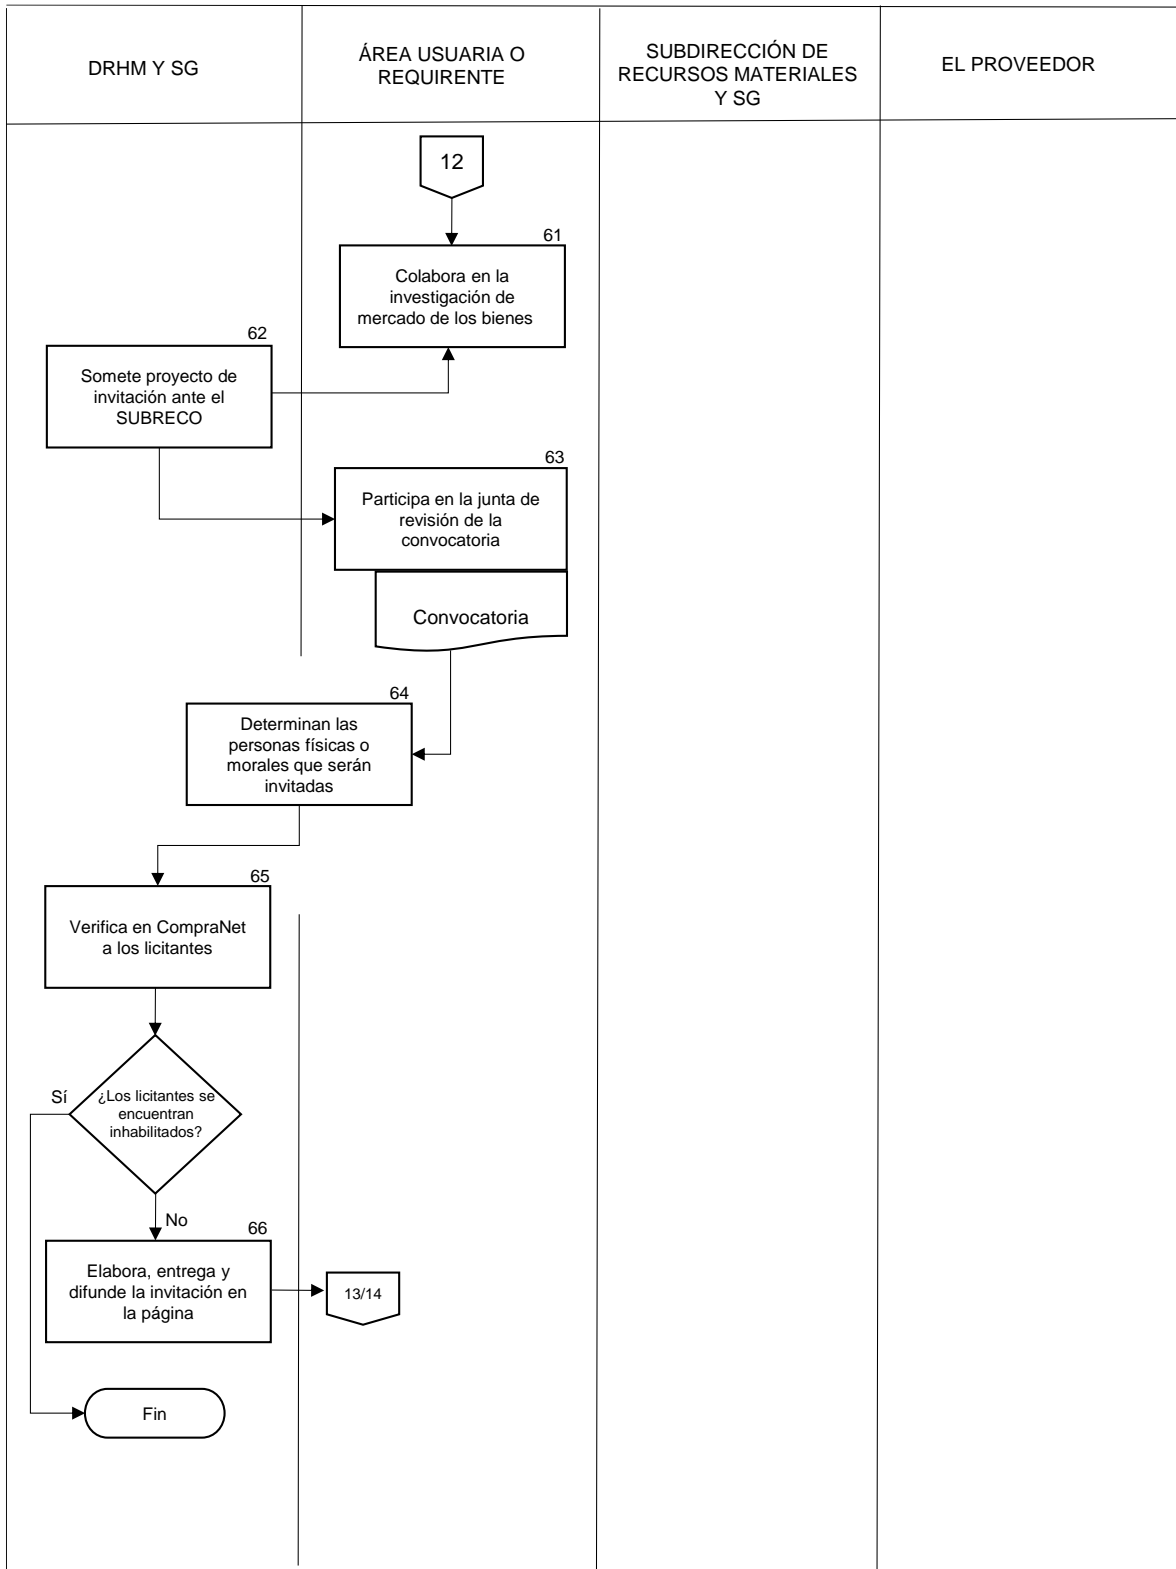 DRHM Y SG
ÁREA USUARIA O
REQUIRENTE
SUBDIRECCIÓN DE
RECURSOS MATERIALES
Y SG
EL PROVEEDOR
12
61
Colabora en la
investigación de
mercado de los bienes
62
Somete proyecto de
invitación ante el
SUBRECO
63
Participa en la junta de
revisión de la
convocatoria
Convocatoria
64
Determinan las
personas físicas o
morales que serán
invitadas
65
Verifica en CompraNet
a los licitantes
Sí
¿Los licitantes se
encuentran
inhabilitados?
No
66
Elabora, entrega y
difunde la invitación en
la página
13/14
Fin